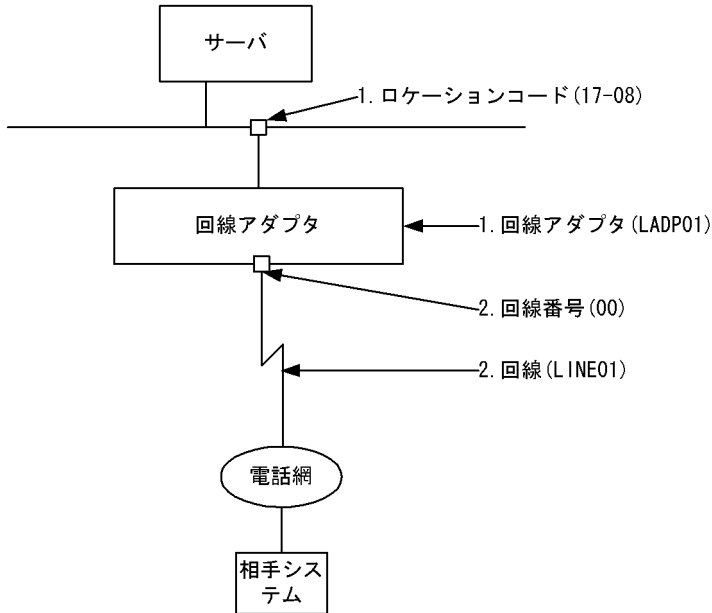 サーバ
1. ロケーションコード(17-08)
回線アダプタ
1. 回線アダプタ(LADP01)
2. 回線番号(00)
2. 回線(LINE01)
電話網
相手シス
テム